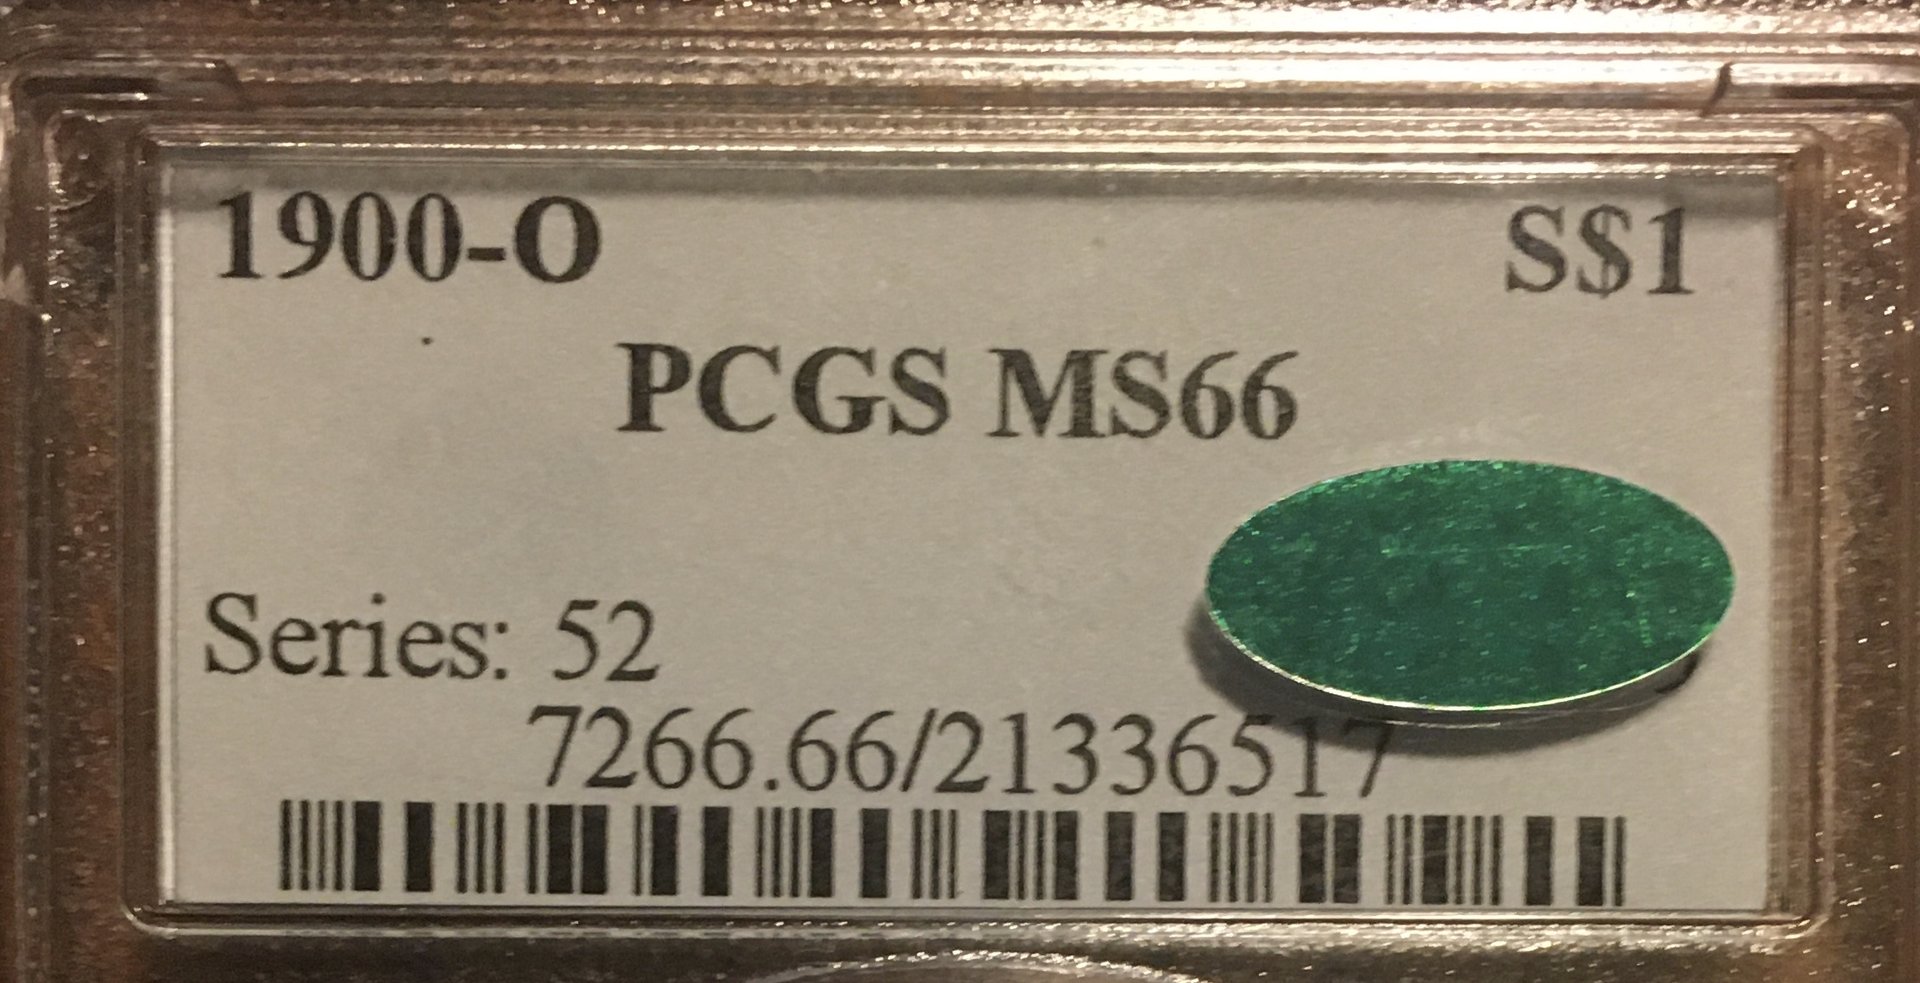 1900-O S$1
PCGS MS66
Series: 52
7266.66/21336517